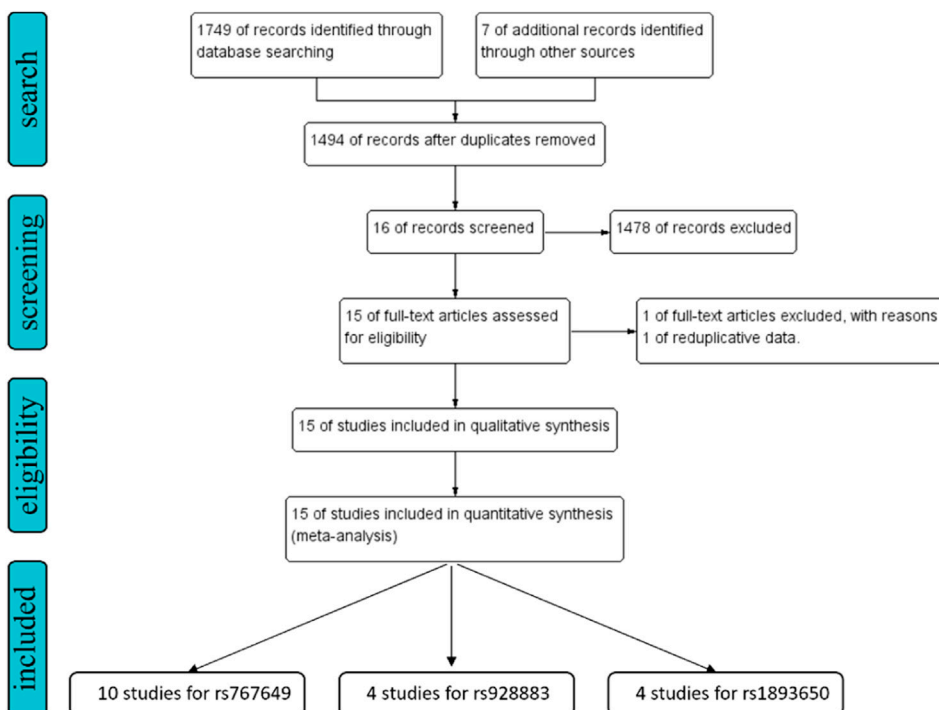 search
1749 of records identified through
database searching
7 of additional records identified
through other sources
1494 of records after duplicates removed
screening
16 of records screened
1478 of records excluded
15 of full-text articles assessed
for eligibility
1 of full-text articles excluded, with reasons
1 of reduplicative data.
eligibility
15 of studies included in qualitative synthesis
15 of studies included in quantitative synthesis
(meta-analysis)
included
10 studies for rs767649
4 studies for rs928883
4 studies for rs1893650